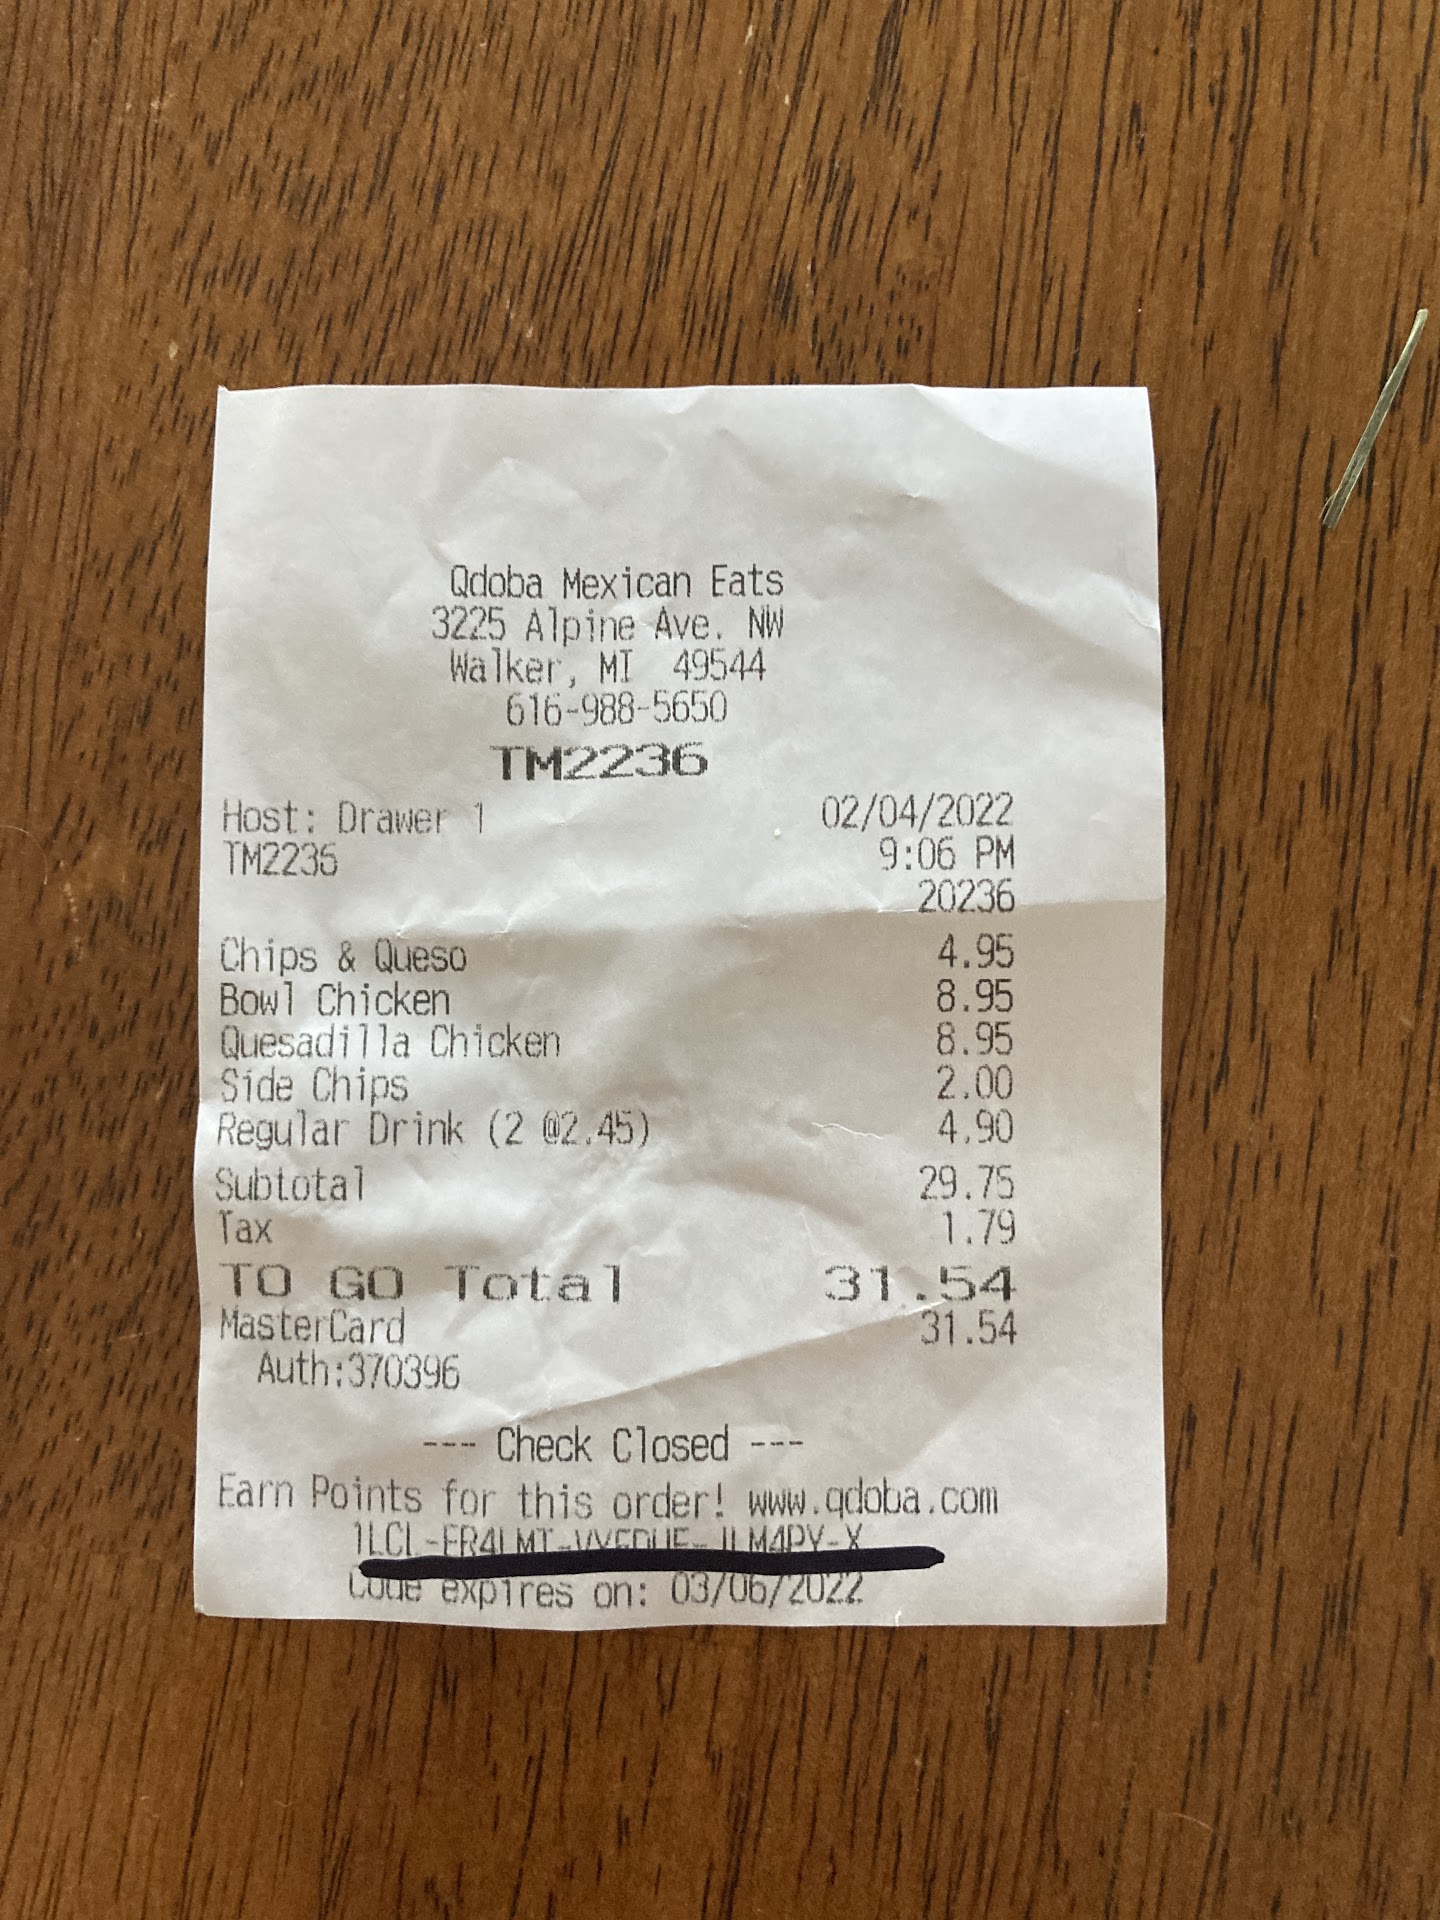 Qdoba Mexican Eats
3225 Alpine Ave. NW
Walker, MI 49544
616-988-5650
TM2236
Host: Drawer 1 02/04/2022
TM2236 9:06 PM
20236
Chips & Queso 4.95
Bowl Chicken 8.95
Quesadilla Chicken 8.95
Side Chips 2.00
Regular Drink (2 @2.45) 4.90
Subtotal 29.75
Tax 1.79
TO GO Total 31.54
MasterCard 31.54
Auth:370396
--- Check Closed ---
Earn Points for this order! www.qdoba.com
Code expires on: 03/06/2022